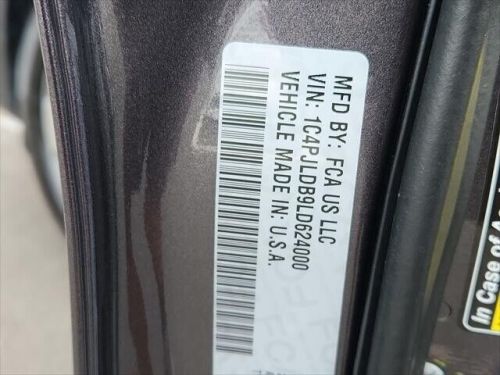 MFD BY: FCA US LLC
VIN: 1C4PJLDB9LD624000
VEHICLE MADE IN: U.S.A.
In Case of A